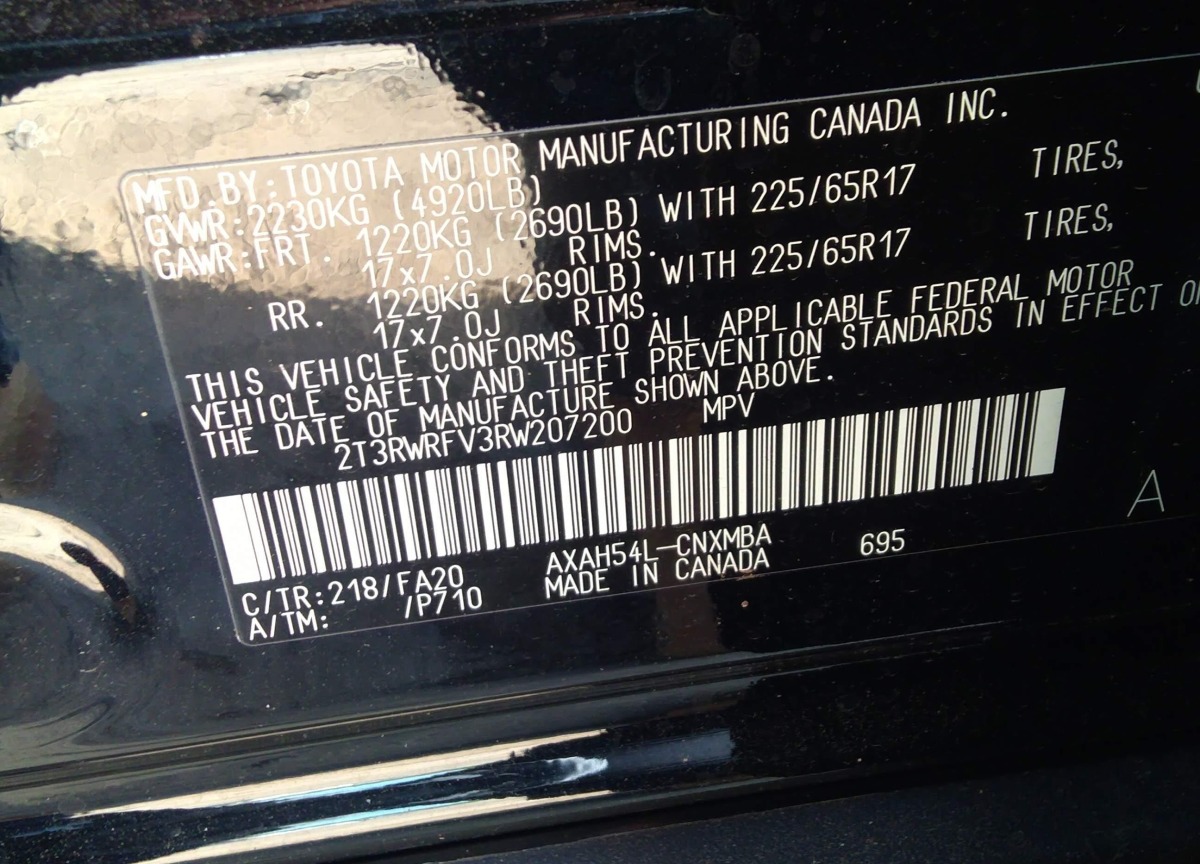 MFD.BY:TOYOTA MOTOR MANUFACTURING CANADA INC.
GVWR:2230KG (4920LB)
GAWR:FRT. 1220KG (2690LB) WITH 225/65R17 TIRES,
17x7.0J RIMS.
RR. 1220KG (2690LB) WITH 225/65R17 TIRES,
17x7.0J RIMS.
THIS VEHICLE CONFORMS TO ALL APPLICABLE FEDERAL MOTOR
VEHICLE SAFETY AND THEFT PREVENTION STANDARDS IN EFFECT
THE DATE OF MANUFACTURE SHOWN ABOVE.
2T3RWRFV3RW207200 MPV
C/TR:218/FA20 AXAH54L-CNXMBA 695
A/TM: /P710 MADE IN CANADA
A